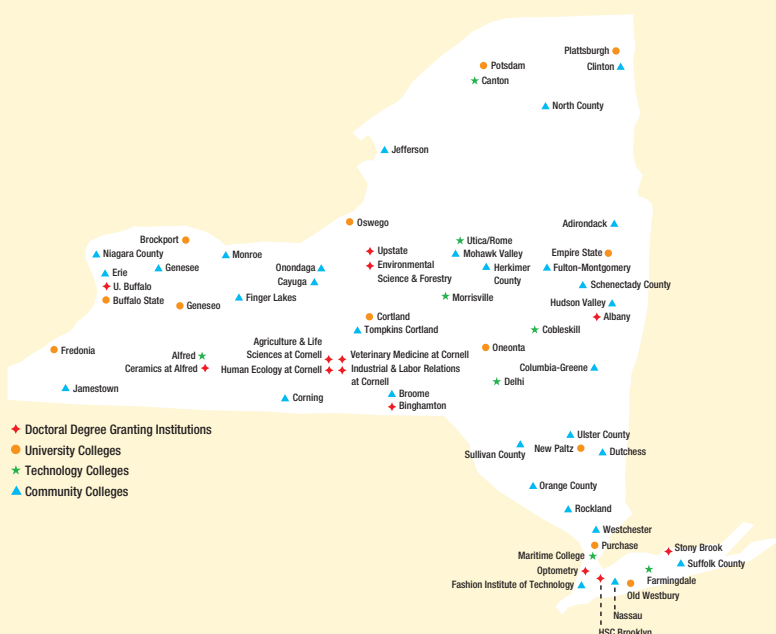 Plattsburgh
Potsdam
Clinton
Canton
North County
Jefferson
Oswego
Adirondack
Brockport
Utica/Rome
Niagara County
Monroe
Upstate
Mohawk Valley
Empire State
Genesee
Onondaga
Environmental
Science & Forestry
Herkimer
County
Fulton-Montgomery
Erie
Cayuga
U. Buffalo
Schenectady County
Buffalo State
Geneseo
Finger Lakes
Morrisville
Hudson Valley
Albany
Cortland
Tompkins Cortland
Cobleskill
Fredonia
Alfred
Ceramics at Alfred
Agriculture & Life
Sciences at Cornell
Human Ecology at Cornell
Veterinary Medicine at Cornell
Industrial & Labor Relations
at Cornell
Oneonta
Columbia-Greene
Delhi
Jamestown
Corning
Broome
Binghamton
Doctoral Degree Granting Institutions
University Colleges
Technology Colleges
Community Colleges
Ulster County
Sullivan County
New Paltz
Dutchess
Orange County
Rockland
Westchester
Purchase
Maritime College
Stony Brook
Optometry
Suffolk County
Fashion Institute of Technology
Farmingdale
Old Westbury
Nassau
HSC Brooklyn